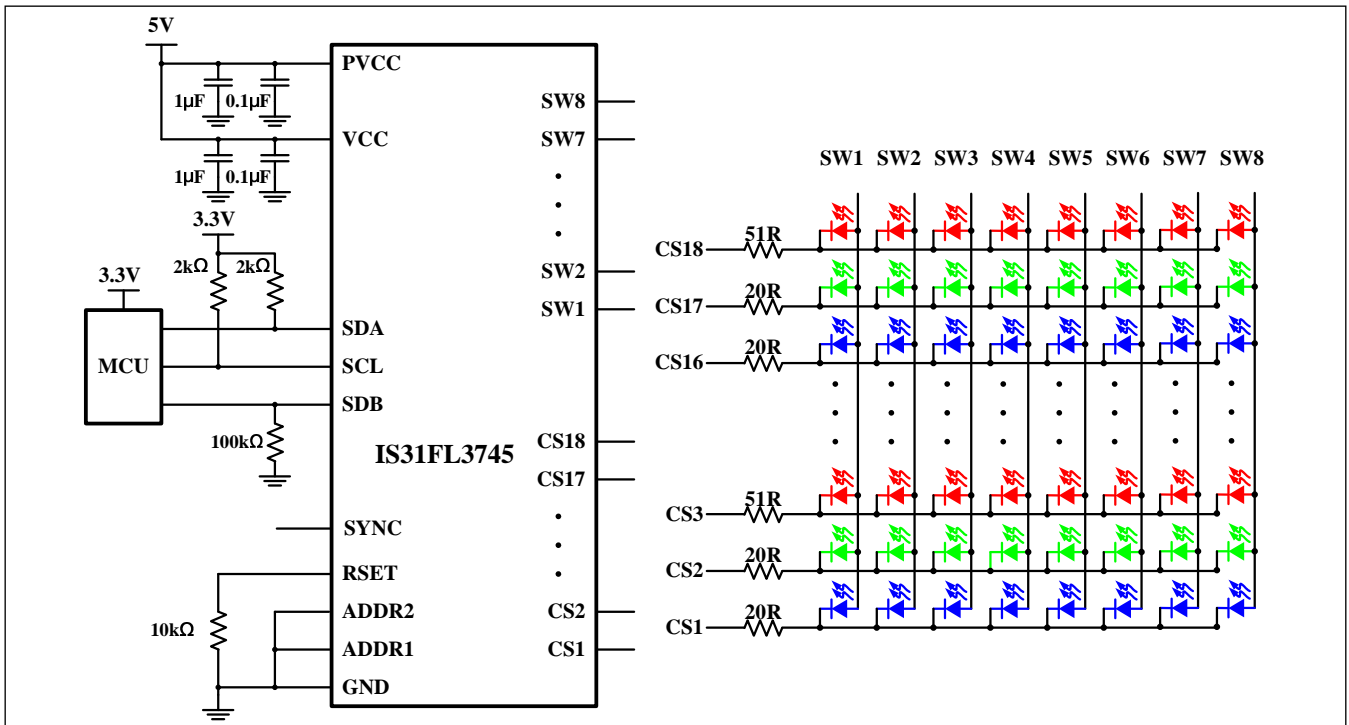 5V
PVCC
1µF 0.1µF
VCC
1µF 0.1µF
3.3V
2kΩ 2kΩ
3.3V
MCU
SDA
SCL
SDB
100kΩ
IS31FL3745
SYNC
RSET
10kΩ
ADDR2
ADDR1
GND
SW8
SW7
SW2
SW1
CS18
CS17
CS2
CS1
SW1 SW2 SW3 SW4 SW5 SW6 SW7 SW8
CS18 51R
CS17 20R
CS16 20R
CS3 51R
CS2 20R
CS1 20R